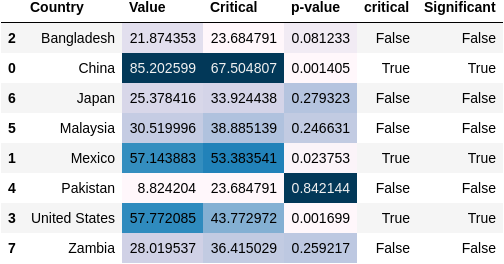 Country Value Critical p-value critical Significant
2 Bangladesh 21.874353 23.684791 0.081233 False False
0 China 85.202599 67.504807 0.001405 True True
6 Japan 25.378416 33.924438 0.279323 False False
5 Malaysia 30.519996 38.885139 0.246631 False False
1 Mexico 57.143883 53.383541 0.023753 True True
4 Pakistan 8.824204 23.684791 0.842144 False False
3 United States 57.772085 43.772972 0.001699 True True
7 Zambia 28.019537 36.415029 0.259217 False False